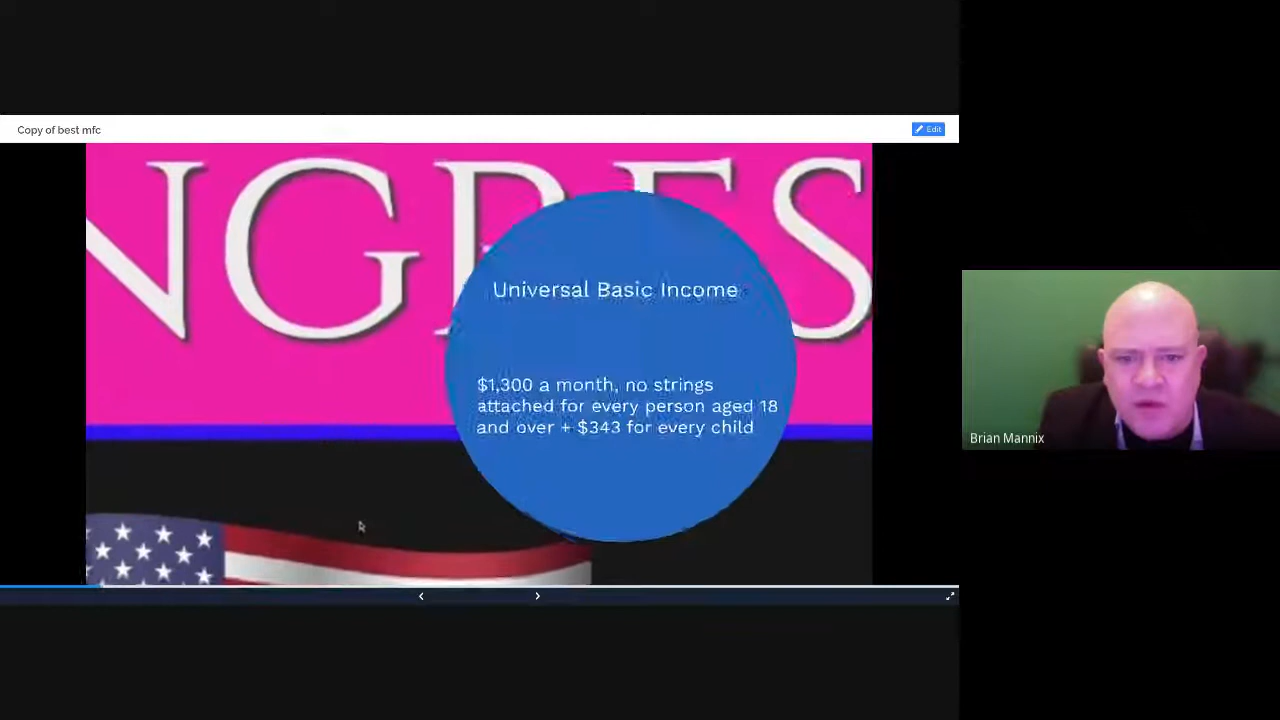 Copy of best mfc
Edit
NGRES
Universal Basic Income
$1,300 a month, no strings
attached for every person aged 18
and over + $343 for every child
Brian Mannix